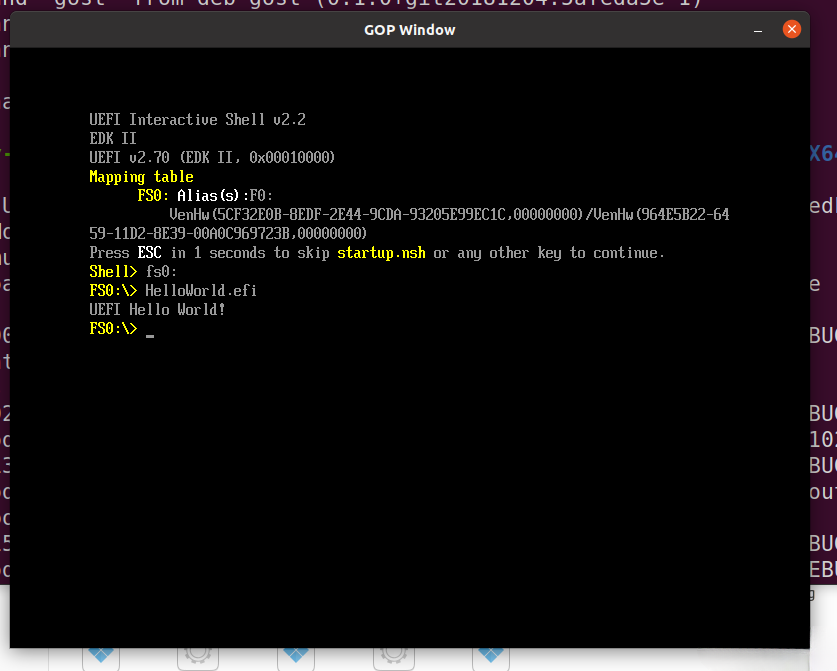 GOP Window
UEFI Interactive Shell v2.2
EDK II
UEFI v2.70 (EDK II, 0x00010000)
Mapping table
FS0: Alias(s):F0:
VenHw(5CF32E0B-8EDF-2E44-9CDA-93205E99EC1C,00000000)/VenHw(964E5B22-64
59-11D2-8E39-00A0C969723B,00000000)
Press ESC in 1 seconds to skip startup.nsh or any other key to continue.
Shell> fs0:
FS0:\> HelloWorld.efi
UEFI Hello World!
FS0:\> _